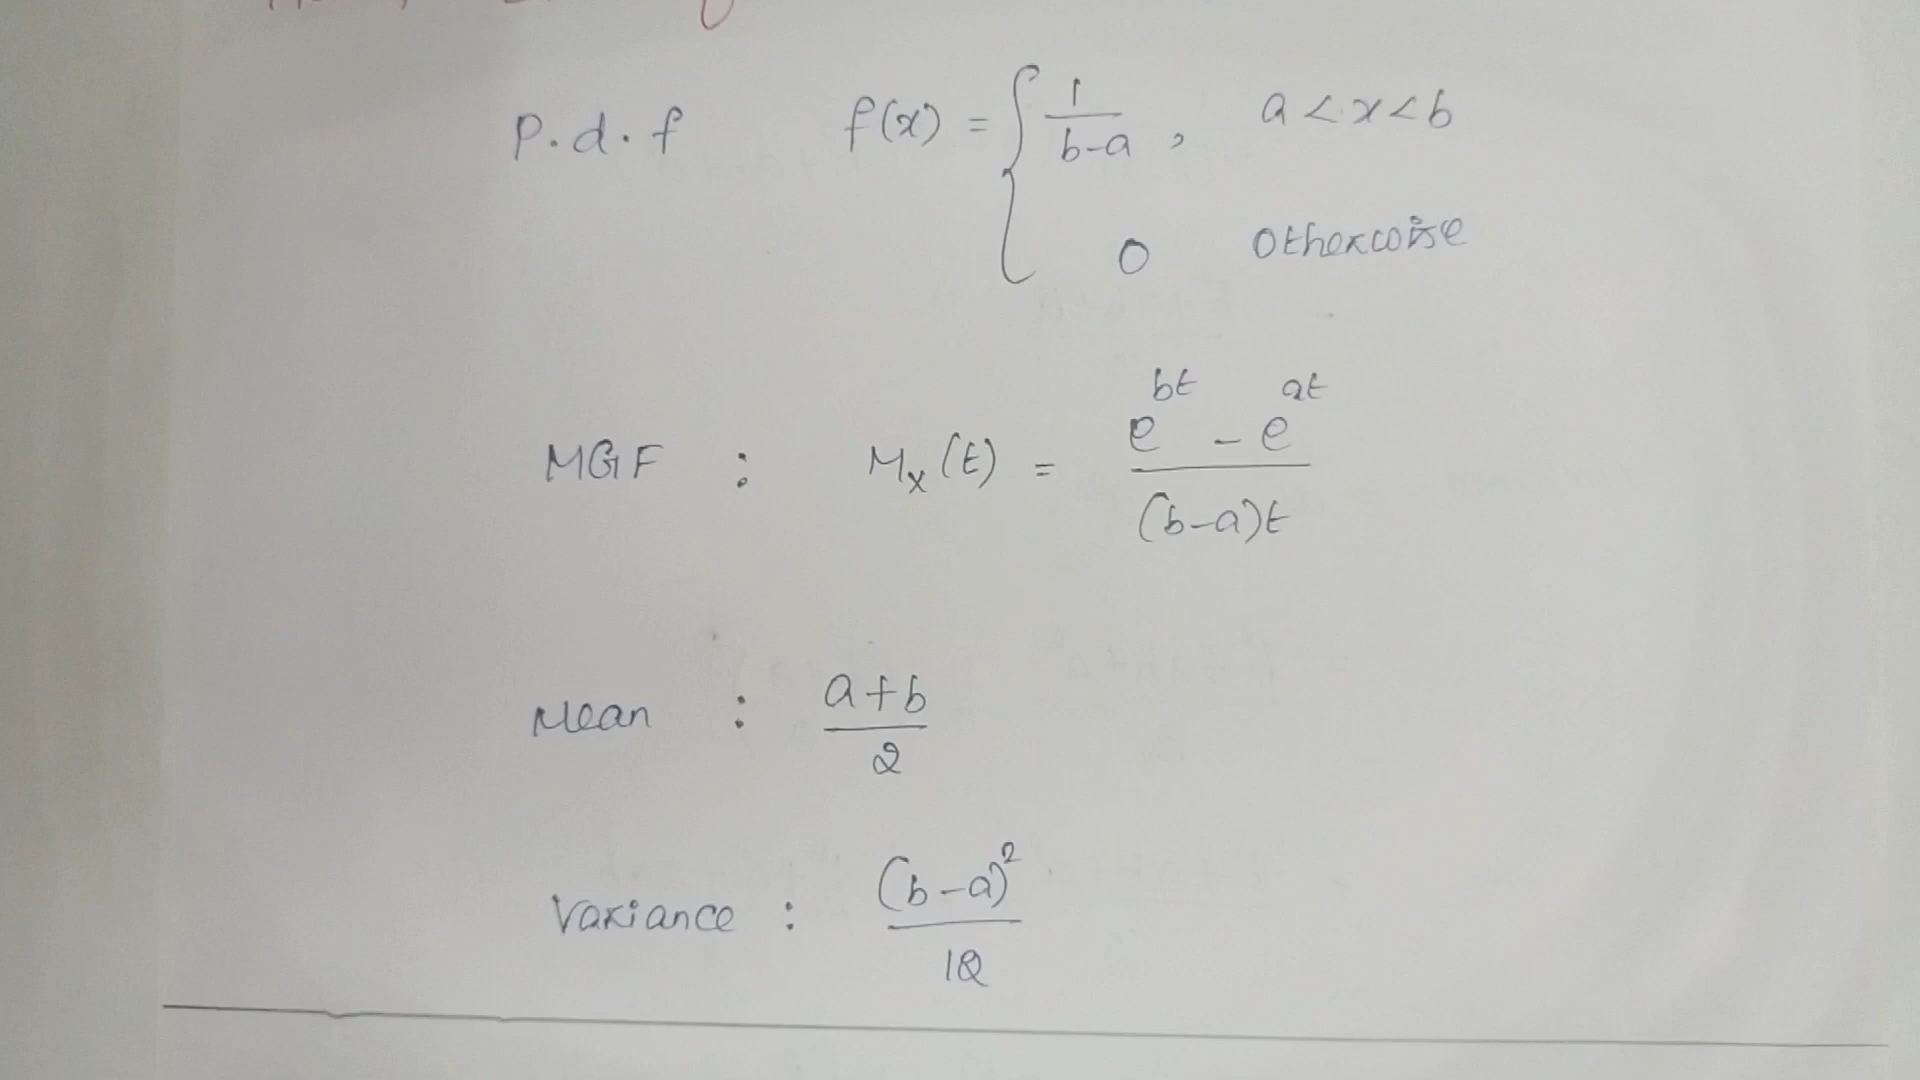 P.d.f f(x) = { 1/(b-a) , a < x < b
0 otherwise
MGF : Mx(t) = (e^bt - e^at)/((b-a)t)
Mean : (a+b)/2
Variance : (b-a)²/12